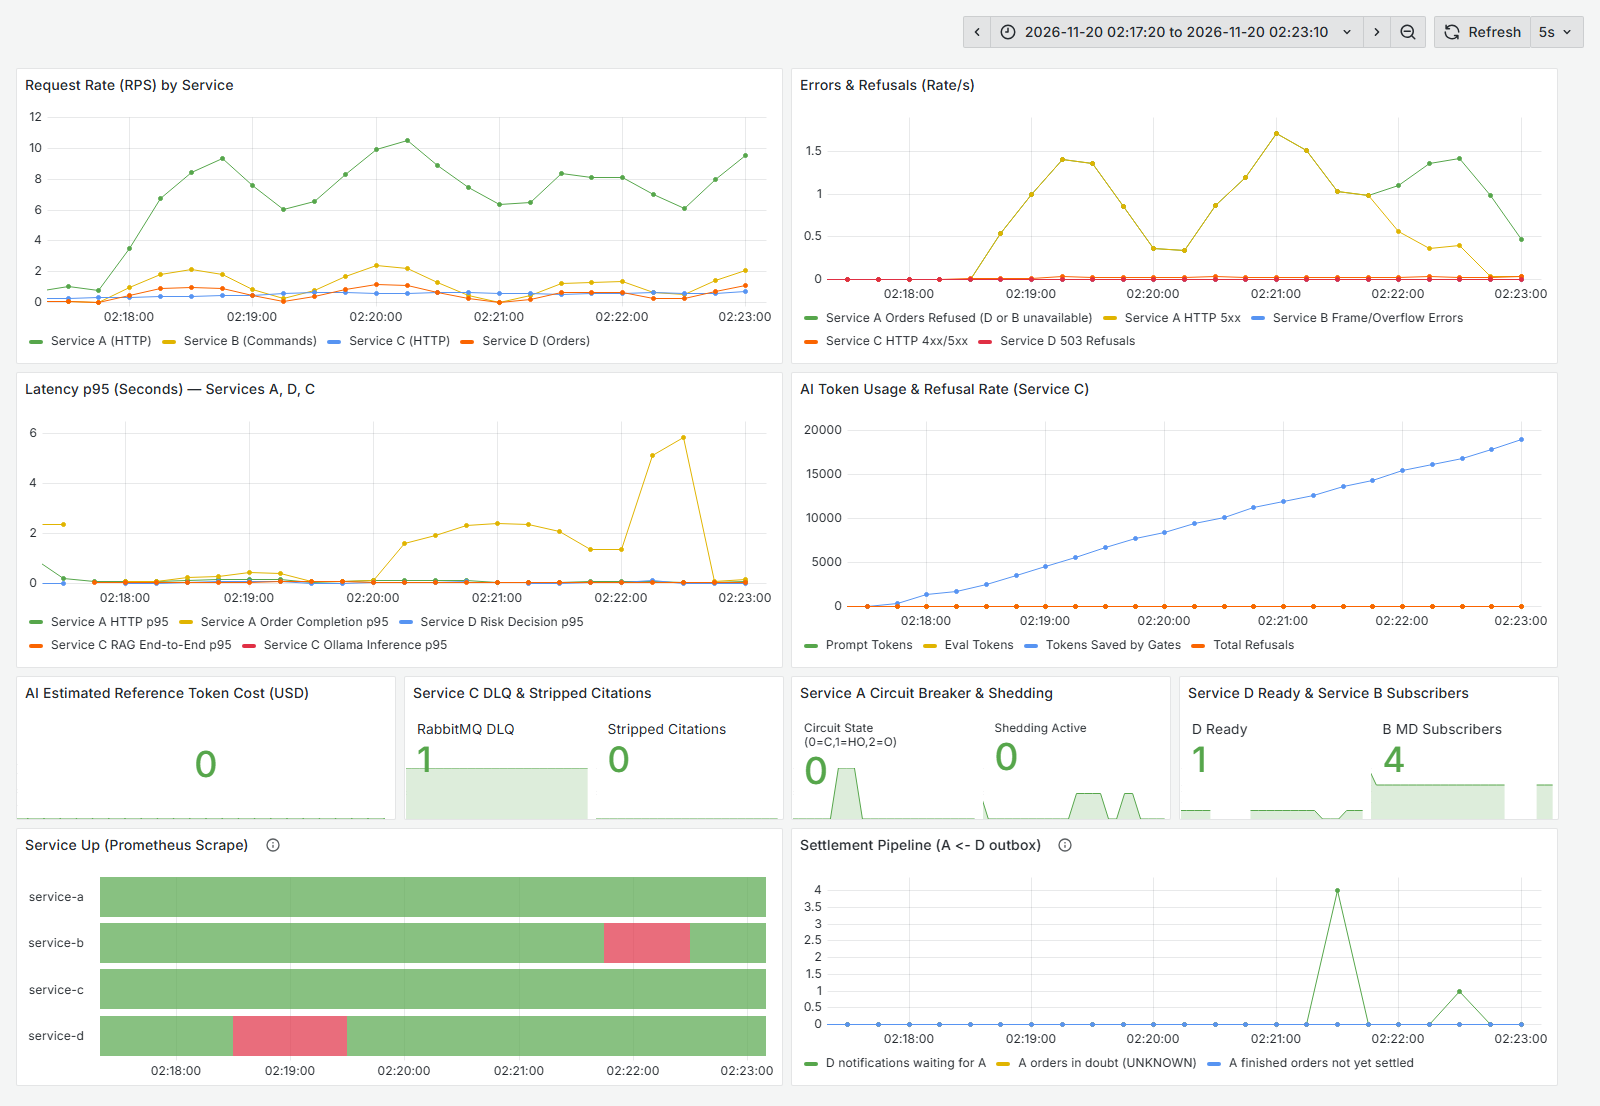 2026-11-20 02:17:20 to 2026-11-20 02:23:10
Refresh
5s
Request Rate (RPS) by Service
12
10
8
6
4
2
0
02:18:00 02:19:00 02:20:00 02:21:00 02:22:00 02:23:00
Service A (HTTP) Service B (Commands) Service C (HTTP) Service D (Orders)
Errors & Refusals (Rate/s)
1.5
1
0.5
0
02:18:00 02:19:00 02:20:00 02:21:00 02:22:00 02:23:00
Service A Orders Refused (D or B unavailable) Service A HTTP 5xx Service B Frame/Overflow Errors
Service C HTTP 4xx/5xx Service D 503 Refusals
Latency p95 (Seconds) — Services A, D, C
6
4
2
0
02:18:00 02:19:00 02:20:00 02:21:00 02:22:00 02:23:00
Service A HTTP p95 Service A Order Completion p95 Service D Risk Decision p95
Service C RAG End-to-End p95 Service C Ollama Inference p95
AI Token Usage & Refusal Rate (Service C)
20000
15000
10000
5000
0
02:18:00 02:19:00 02:20:00 02:21:00 02:22:00 02:23:00
Prompt Tokens Eval Tokens Tokens Saved by Gates Total Refusals
AI Estimated Reference Token Cost (USD)
0
Service C DLQ & Stripped Citations
RabbitMQ DLQ
1
Stripped Citations
0
Service A Circuit Breaker & Shedding
Circuit State
(0=C,1=HO,2=O)
0
Shedding Active
0
Service D Ready & Service B Subscribers
D Ready
1
B MD Subscribers
4
Service Up (Prometheus Scrape)
service-a
service-b
service-c
service-d
02:18:00 02:19:00 02:20:00 02:21:00 02:22:00 02:23:00
Settlement Pipeline (A <- D outbox)
4
3.5
3
2.5
2
1.5
1
0.5
0
02:18:00 02:19:00 02:20:00 02:21:00 02:22:00 02:23:00
D notifications waiting for A A orders in doubt (UNKNOWN) A finished orders not yet settled